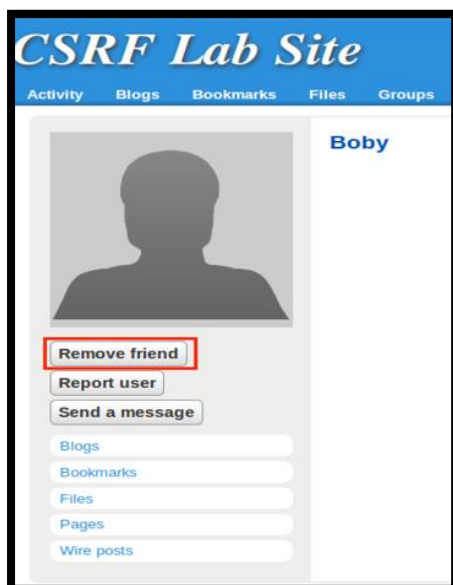 CSRF Lab Site
Activity Blogs Bookmarks Files Groups
Boby
Remove friend
Report user
Send a message
Blogs
Bookmarks
Files
Pages
Wire posts